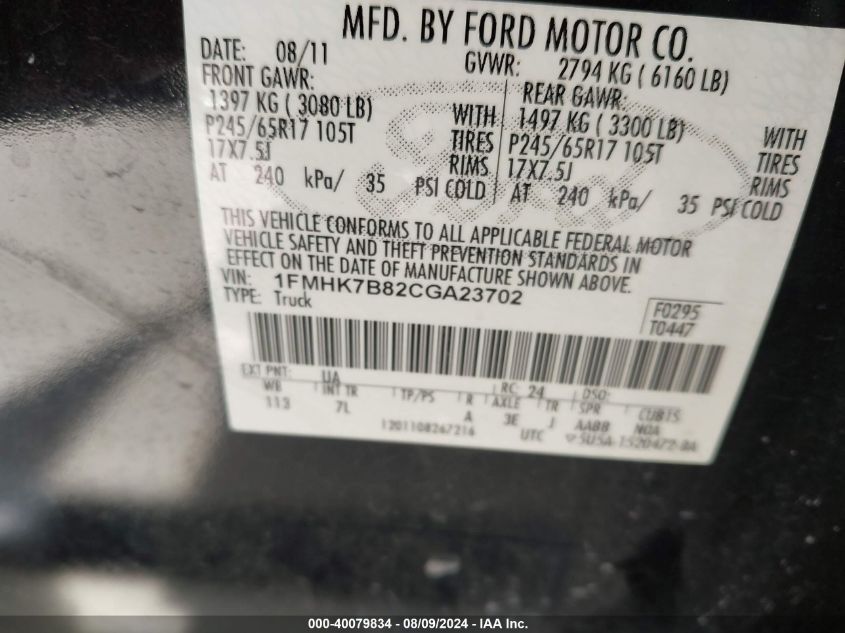 MFD. BY FORD MOTOR CO.
DATE: 08/11 GVWR: 2794 KG ( 6160 LB)
FRONT GAWR: REAR GAWR:
1397 KG ( 3080 LB) WITH 1497 KG ( 3300 LB) WITH
P245/65R17 105T TIRES P245/65R17 105T TIRES
17X7.5J RIMS 17X7.5J RIMS
AT 240 kPa/ 35 PSI COLD AT 240 kPa/ 35 PSI COLD
THIS VEHICLE CONFORMS TO ALL APPLICABLE FEDERAL MOTOR
VEHICLE SAFETY AND THEFT PREVENTION STANDARDS IN
EFFECT ON THE DATE OF MANUFACTURE SHOWN ABOVE.
VIN: 1FMHK7B82CGA23702
TYPE: Truck
F0295
T0447
EXT PNT: UA RC: 24 DSO:
WB INT TR TP/PS R AXLE TR SPR
113 7L A 3E J AABB
1201108267216 UTC
000-40079834 - 08/09/2024 - IAA Inc.